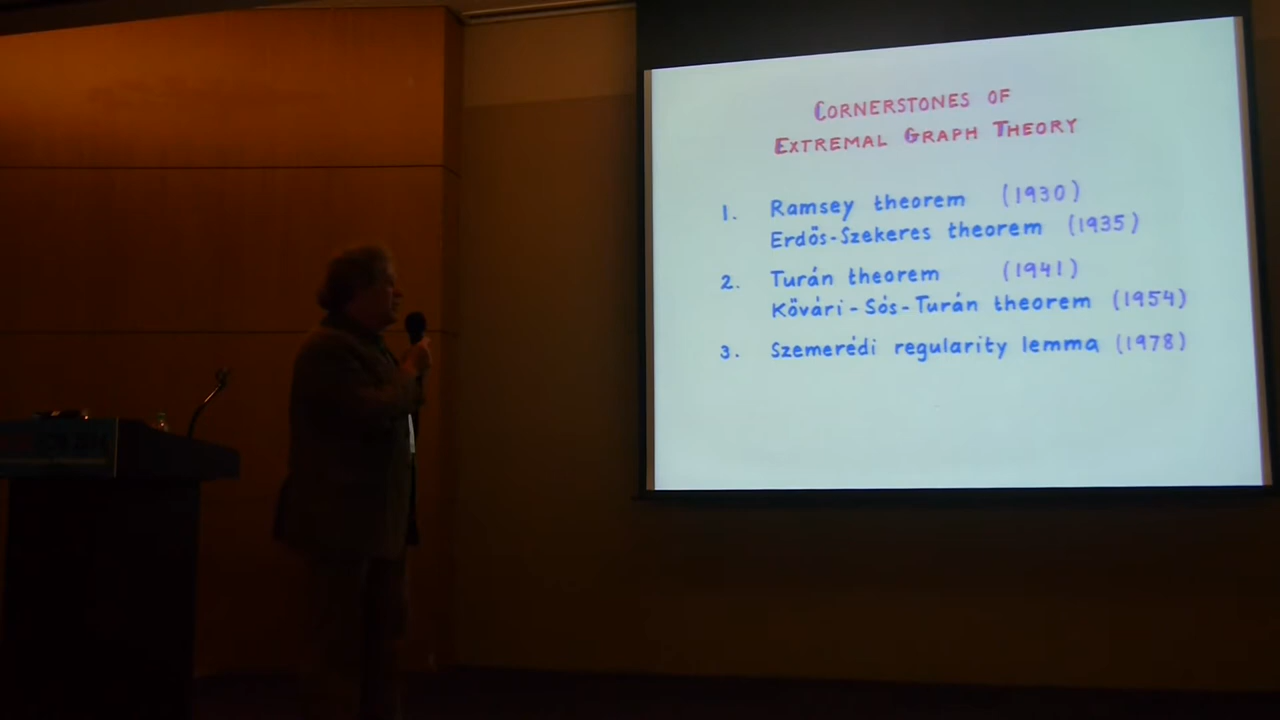 CORNERSTONES OF
EXTREMAL GRAPH THEORY
1. Ramsey theorem (1930)
Erdős-Szekeres theorem (1935)
2. Turán theorem (1941)
Kővári-Sós-Turán theorem (1954)
3. Szemerédi regularity lemma (1978)